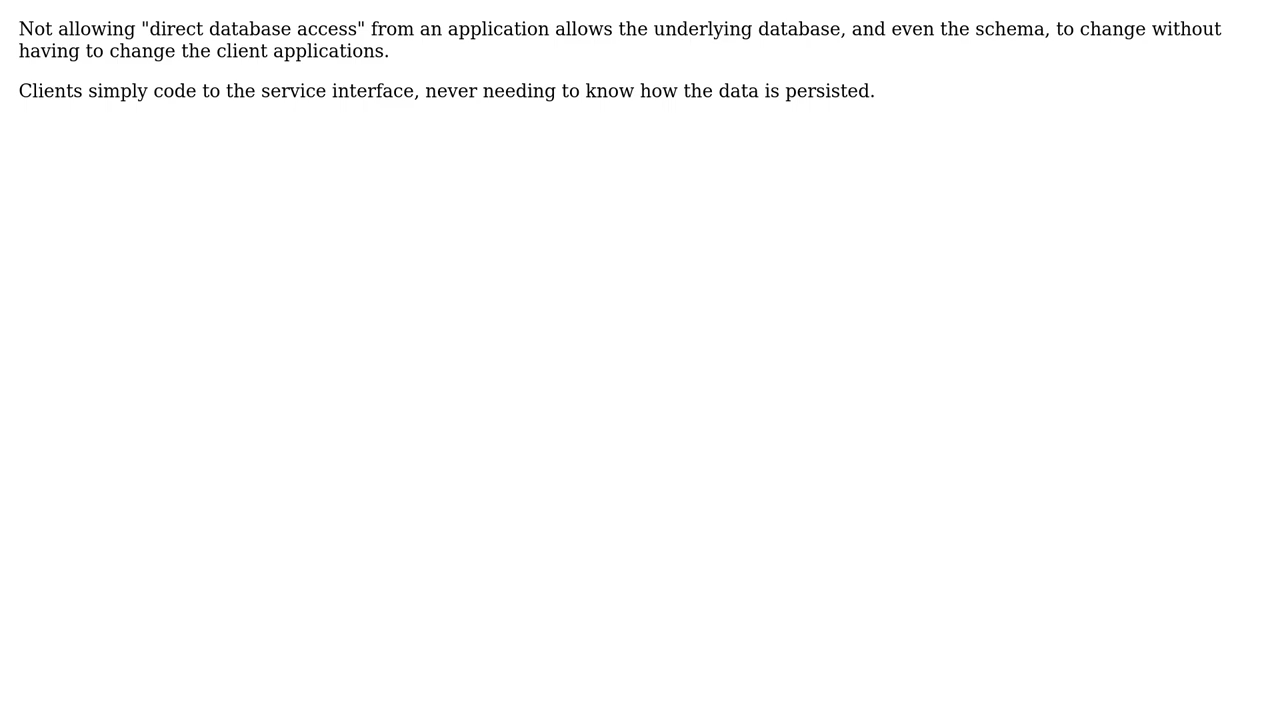 Not allowing "direct database access" from an application allows the underlying database, and even the schema, to change without
having to change the client applications.
Clients simply code to the service interface, never needing to know how the data is persisted.